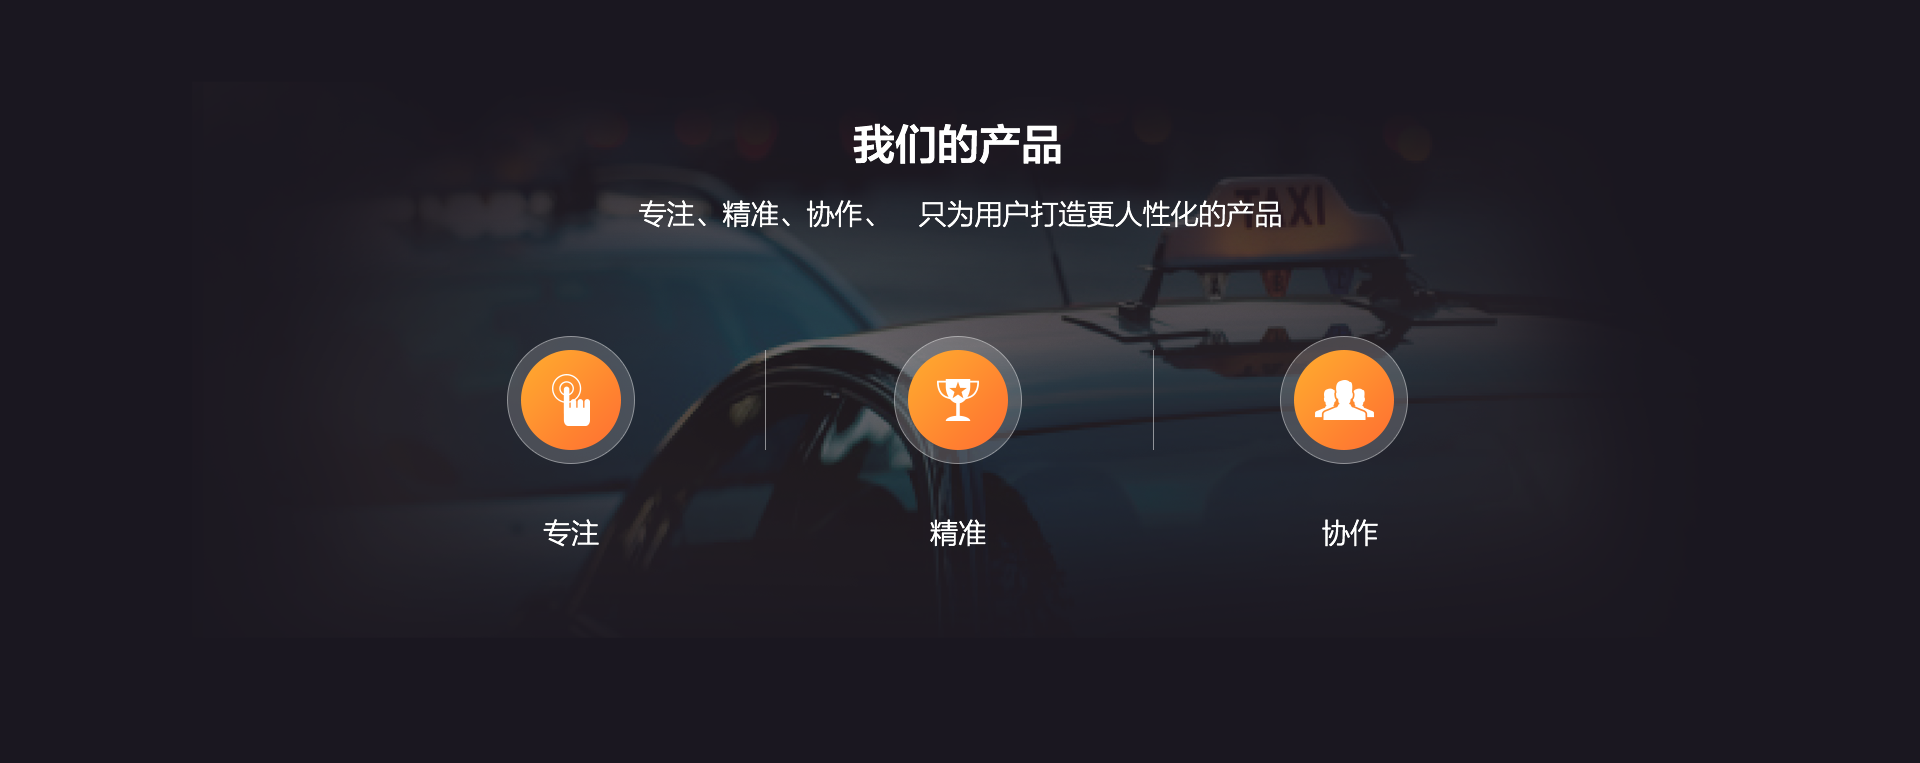 我们的产品
专注、精准、协作、　只为用户打造更人性化的产品
TAXI
专注
精准
协作